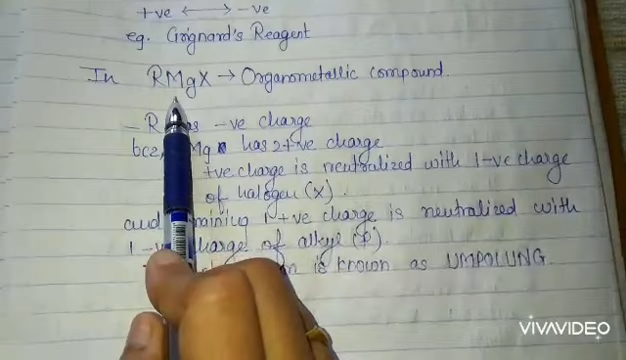 +ve ⟷ -ve
eg. Grignard's Reagent
In RMgX → Organometallic compound.
- R has -ve charge
bcz, Mg has 2+ve charge
+ve charge is neutralized with 1-ve charge
of halogen (X).
and remaining 1+ve charge is neutralized with
1-ve charge of alkyl
is known as UMPOLUNG.
VIVAVIDEO